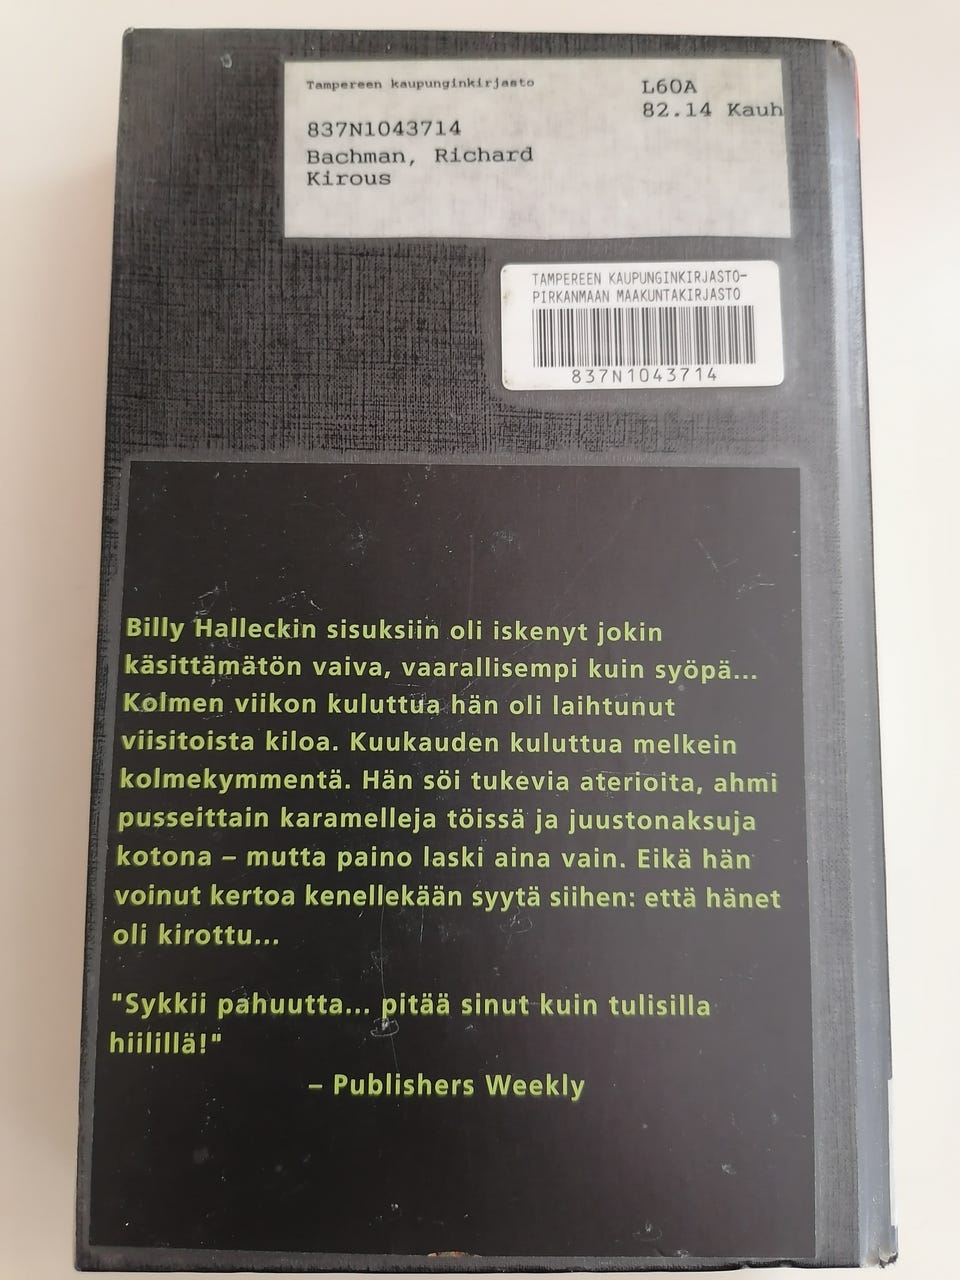 Tampereen kaupunginkirjasto
L60A
82.14 Kauh
837N1043714
Bachman, Richard
Kirous
TAMPEREEN KAUPUNGINKIRJASTO-
PIRKANMAAN MAAKUNTAKIRJASTO
837N1043714
Billy Halleckin sisuksiin oli iskenyt jokin
käsittämätön vaiva, vaarallisempi kuin syöpä...
Kolmen viikon kuluttua hän oli laihtunut
viisitoista kiloa. Kuukauden kuluttua melkein
kolmekymmentä. Hän söi tukevia aterioita, ahmi
pusseittain karamelleja töissä ja juustonaksuja
kotona – mutta paino laski aina vain. Eikä hän
voinut kertoa kenellekään syytä siihen: että hänet
oli kirottu...
"Sykkii pahuutta... pitää sinut kuin tulisilla
hiilillä!"
– Publishers Weekly